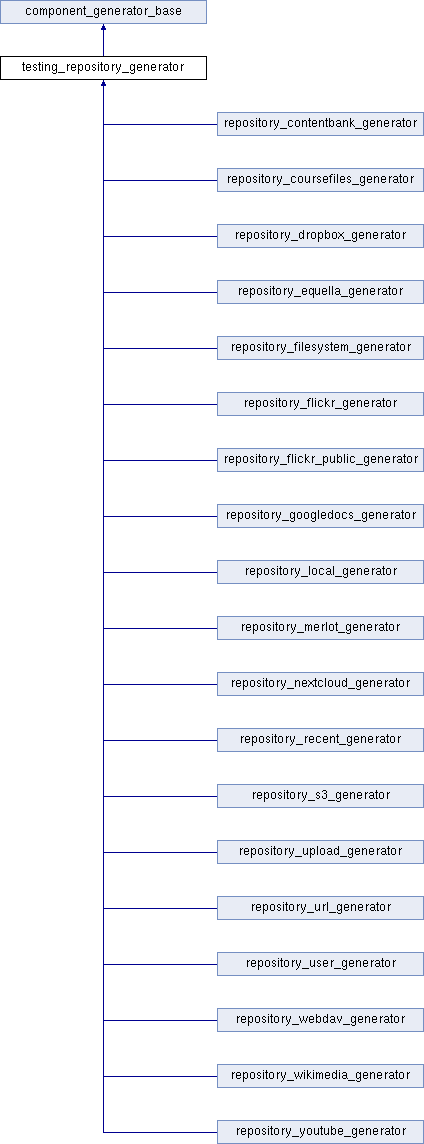 component_generator_base
testing_repository_generator
repository_contentbank_generator
repository_coursefiles_generator
repository_dropbox_generator
repository_equella_generator
repository_filesystem_generator
repository_flickr_generator
repository_flickr_public_generator
repository_googledocs_generator
repository_local_generator
repository_merlot_generator
repository_nextcloud_generator
repository_recent_generator
repository_s3_generator
repository_upload_generator
repository_url_generator
repository_user_generator
repository_webdav_generator
repository_wikimedia_generator
repository_youtube_generator